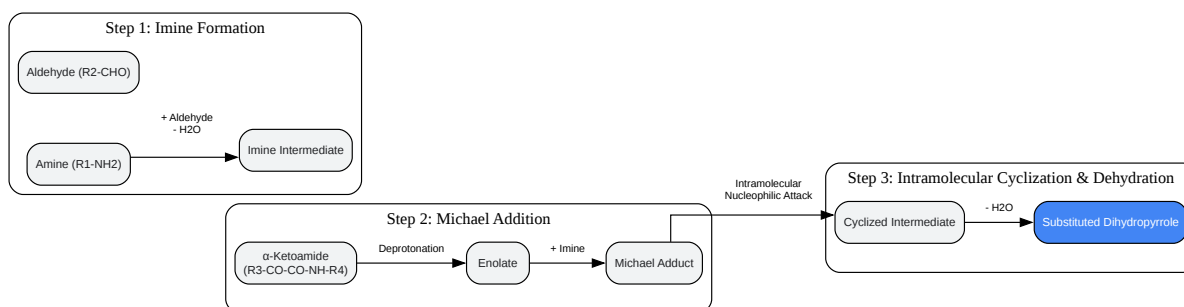 Step 1: Imine Formation
Aldehyde (R2-CHO)
+ Aldehyde
- H2O
Amine (R1-NH2)
Imine Intermediate
Step 2: Michael Addition
α-Ketoamide
(R3-CO-CO-NH-R4)
Deprotonation
Enolate
+ Imine
Michael Adduct
Intramolecular
Nucleophilic Attack
Step 3: Intramolecular Cyclization & Dehydration
Cyclized Intermediate
- H2O
Substituted Dihydropyrrole